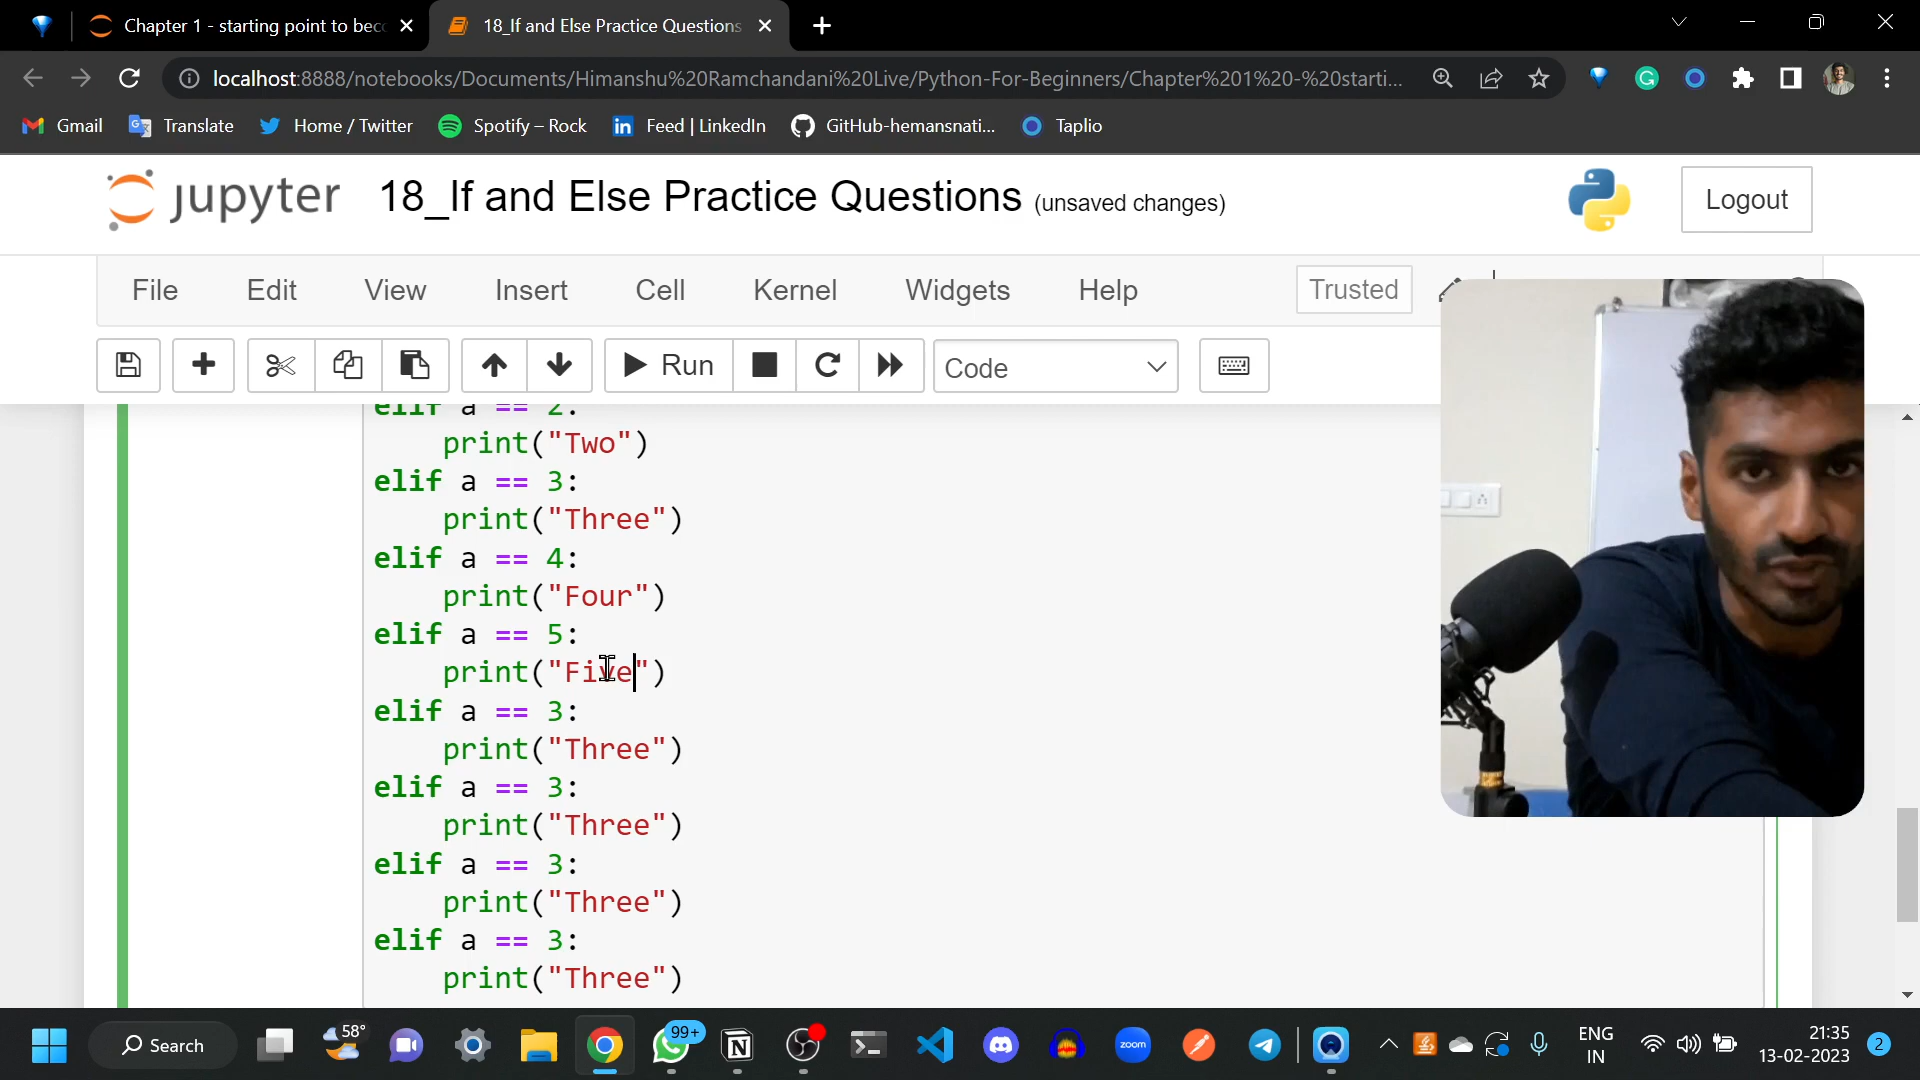 Chapter 1 - starting point to bec
18_If and Else Practice Questions
localhost:8888/notebooks/Documents/Himanshu%20Ramchandani%20Live/Python-For-Beginners/Chapter%201%20-%20starti...
Gmail
Translate
Home / Twitter
Spotify – Rock
Feed | LinkedIn
GitHub-hemansnati...
Taplio
jupyter 18_If and Else Practice Questions (unsaved changes)
Logout
File Edit View Insert Cell Kernel Widgets Help
Trusted
Run
Code
elif a == 2:
print("Two")
elif a == 3:
print("Three")
elif a == 4:
print("Four")
elif a == 5:
print("Five")
elif a == 3:
print("Three")
elif a == 3:
print("Three")
elif a == 3:
print("Three")
elif a == 3:
print("Three")
Search
58°
99+
zoom
ENG
IN
21:35
13-02-2023
2